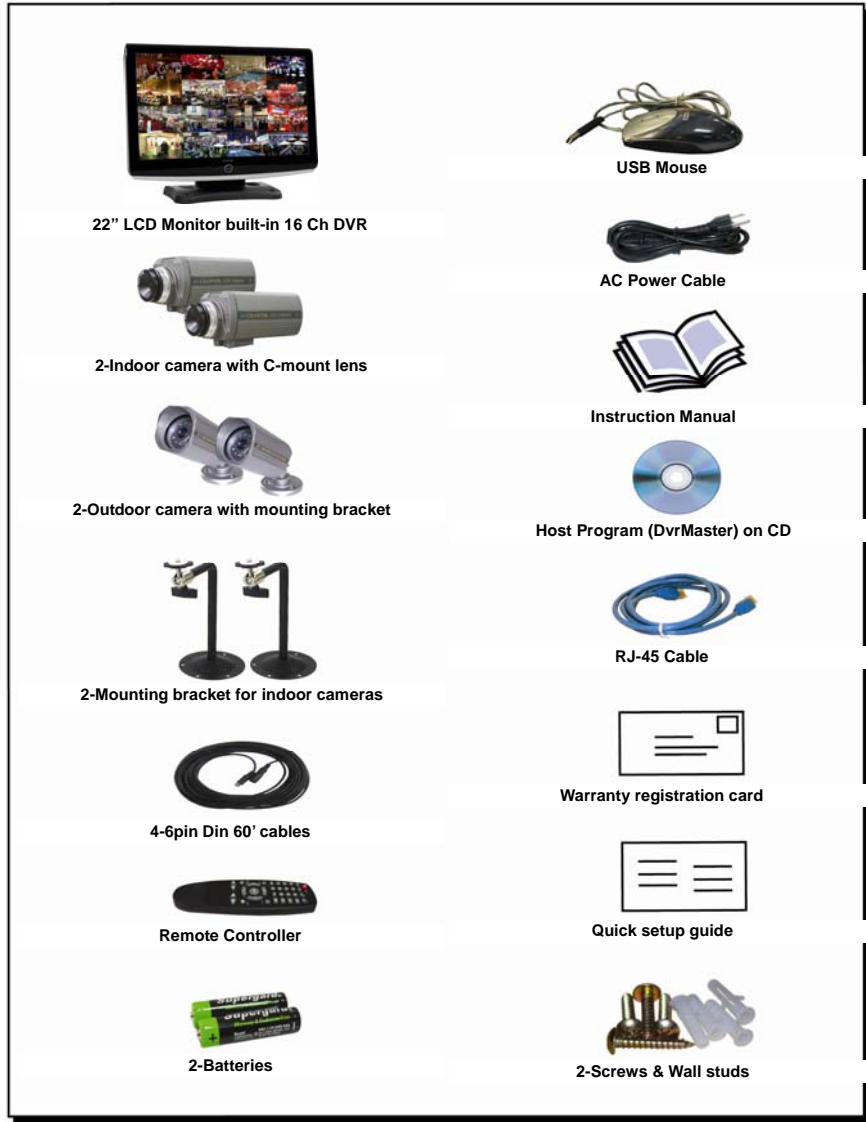 22” LCD Monitor built-in 16 Ch DVR
2-Indoor camera with C-mount lens
2-Outdoor camera with mounting bracket
2-Mounting bracket for indoor cameras
4-6pin Din 60’ cables
Remote Controller
Supergard
Supergard
2-Batteries
USB Mouse
AC Power Cable
Instruction Manual
Host Program (DvrMaster) on CD
RJ-45 Cable
Warranty registration card
Quick setup guide
2-Screws & Wall studs